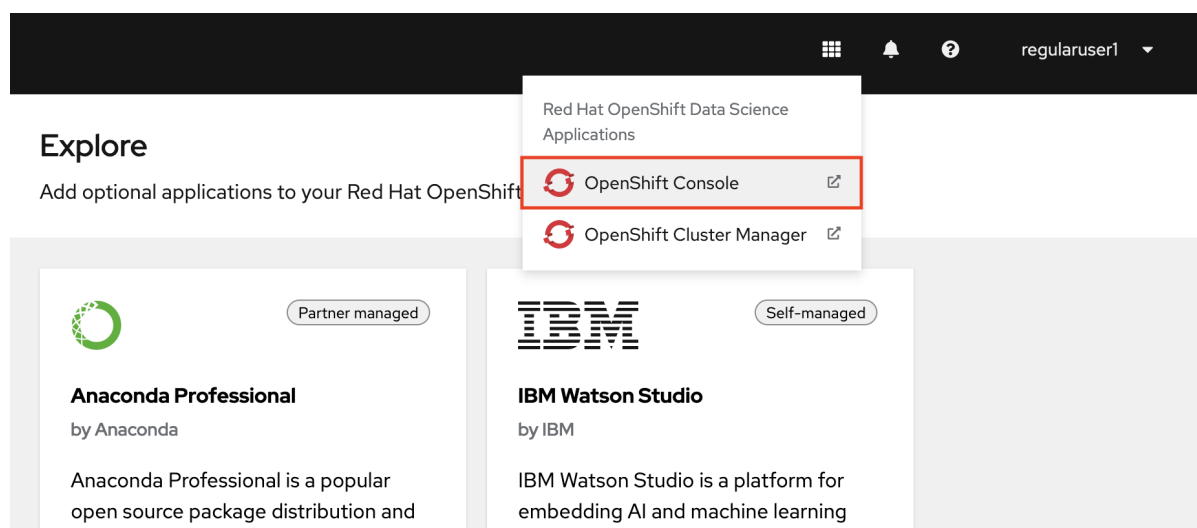 regularuser1
Red Hat OpenShift Data Science
Applications
OpenShift Console
OpenShift Cluster Manager
Explore
Add optional applications to your Red Hat OpenShift
Partner managed
Anaconda Professional
by Anaconda
Anaconda Professional is a popular
open source package distribution and
IBM
Self-managed
IBM Watson Studio
by IBM
IBM Watson Studio is a platform for
embedding AI and machine learning